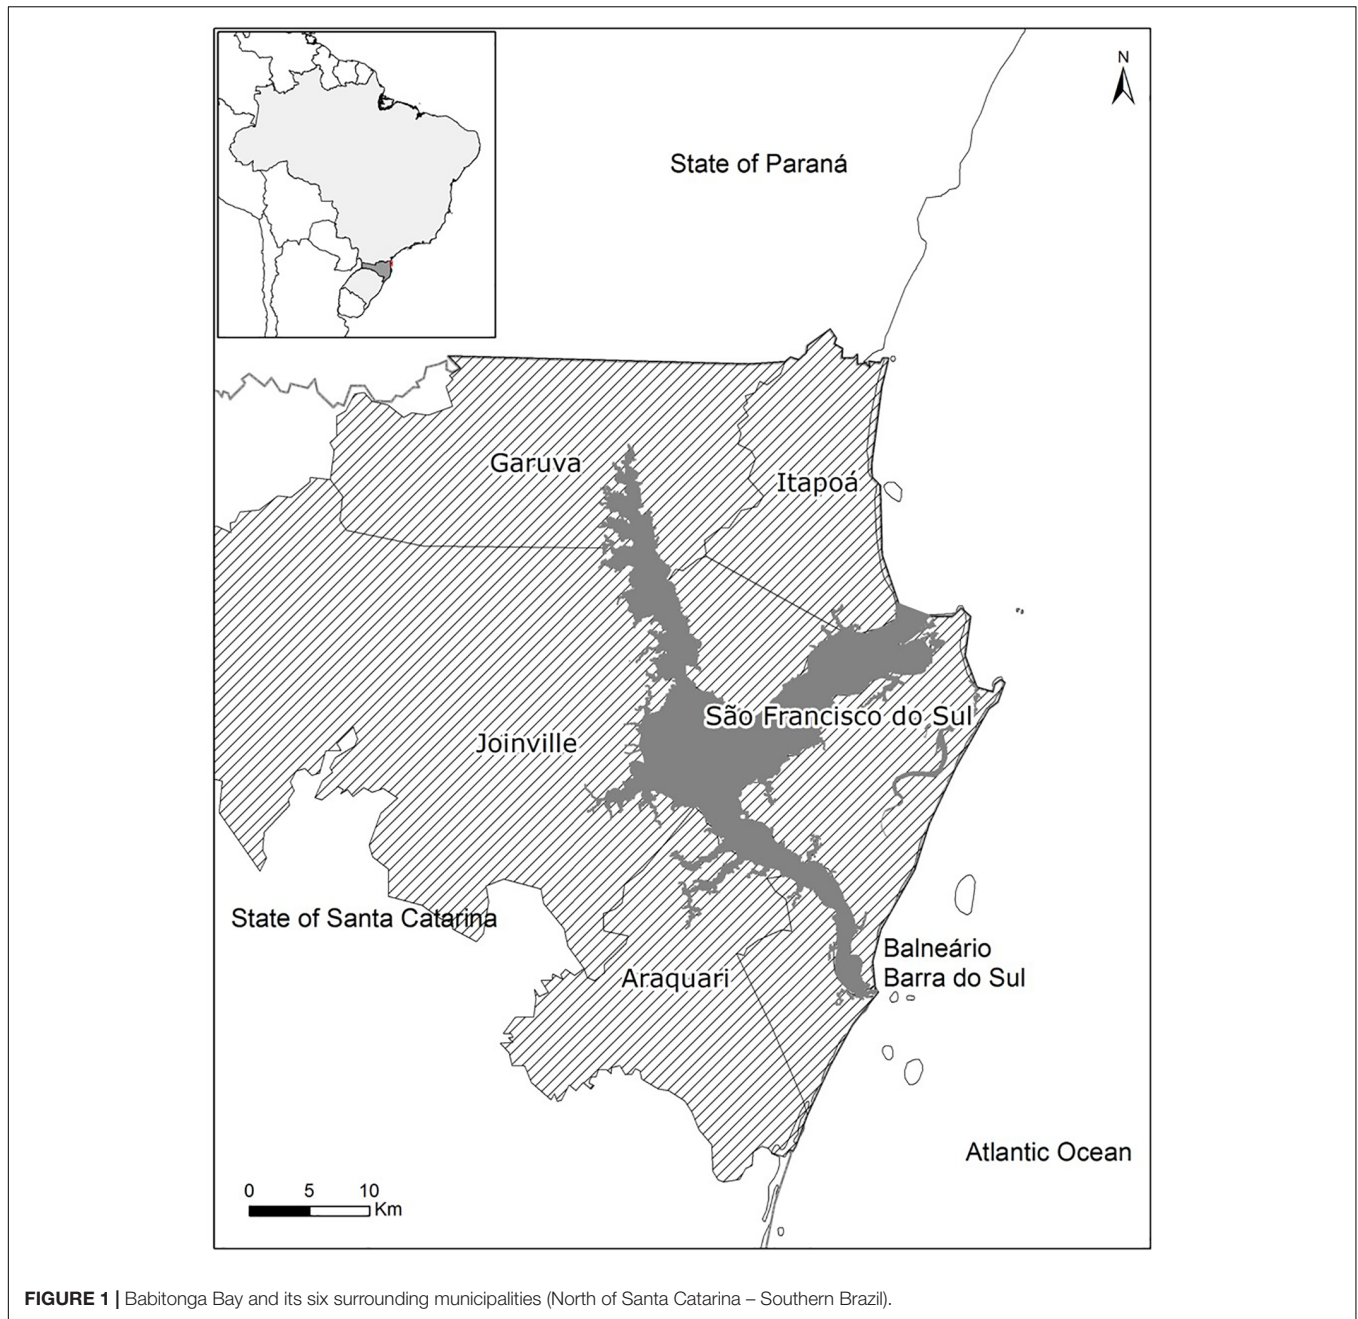 N
State of Paraná
Garuva
Itapoá
São Francisco do Sul
Joinville
State of Santa Catarina
Balneário
Barra do Sul
Araquari
Atlantic Ocean
0 5 10
Km
FIGURE 1 | Babitonga Bay and its six surrounding municipalities (North of Santa Catarina – Southern Brazil).